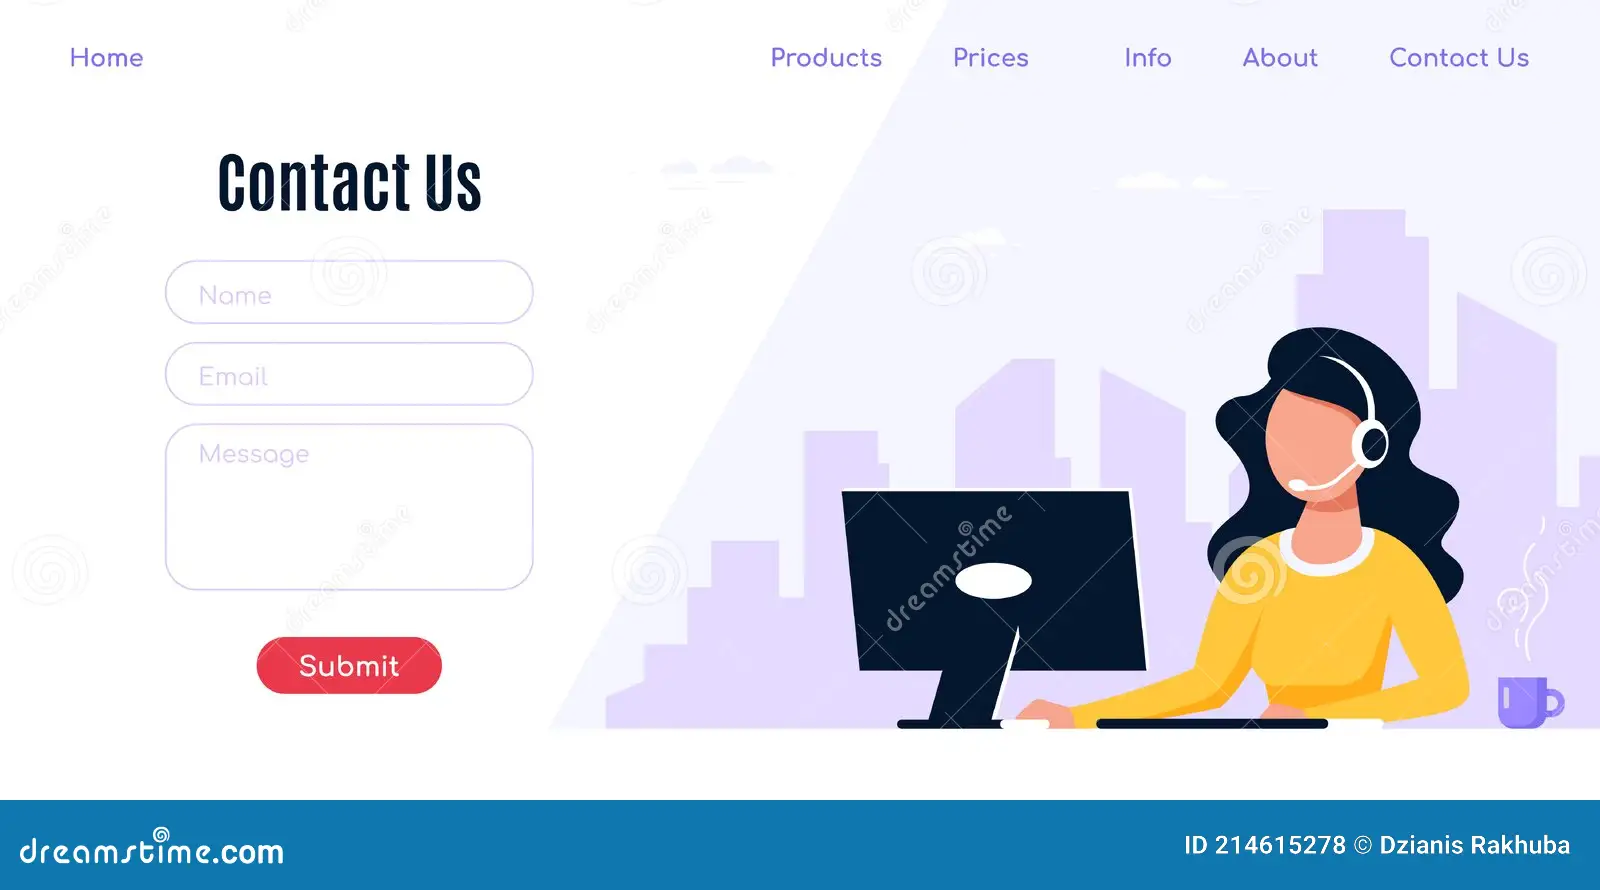 Home Products Prices Info About Contact Us
Contact Us
Name
Email
Message
Submit
dreamstime.com
ID 214615278 © Dzianis Rakhuba